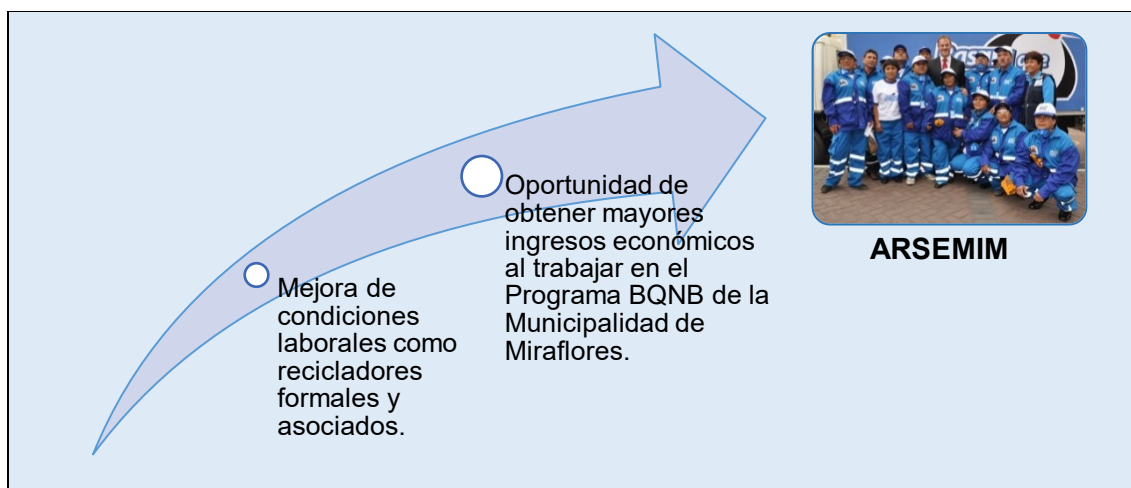 Mejora de
condiciones
laborales como
recicladores
formales y
asociados.
Oportunidad de
obtener mayores
ingresos económicos
al trabajar en el
Programa BQNB de la
Municipalidad de
Miraflores.
ARSEMIM